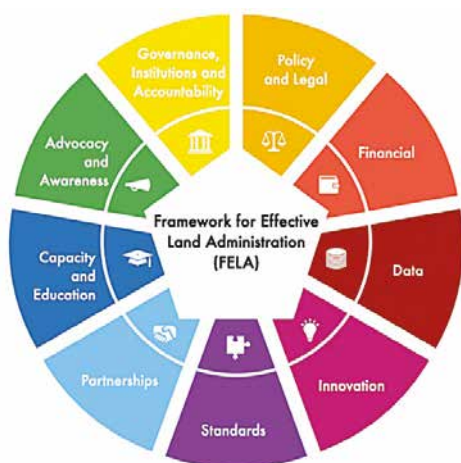 Governance,
Institutions and
Accountability
Policy
and Legal
Financial
Data
Innovation
Standards
Partnerships
Capacity
and
Education
Advocacy
and
Awareness
Framework for Effective
Land Administration
(FELA)